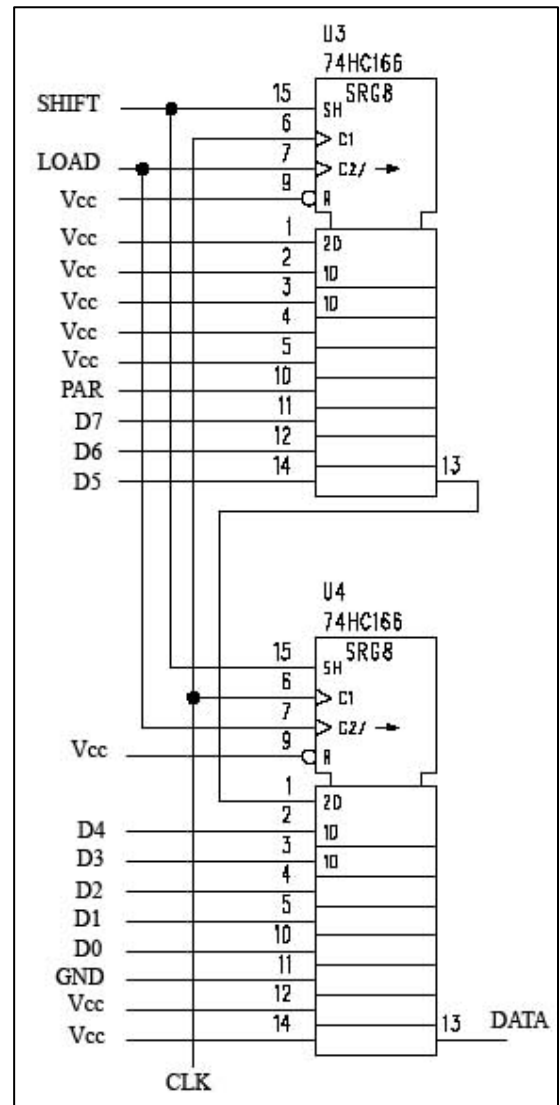 U3
74HC166
SHIFT 15 SRG8
SH
6 C1
LOAD 7 C2/
Vcc 9 R
Vcc 1 2D
Vcc 2 1D
Vcc 3 1D
Vcc 4
Vcc 5
PAR 10
D7 11
D6 12
D5 14 13
U4
74HC166
15 SRG8
SH
6 C1
7 C2/
Vcc 9 R
1 2D
D4 2 1D
D3 3 1D
D2 4
D1 5
D0 10
GND 11
Vcc 12
Vcc 14 13 DATA
CLK